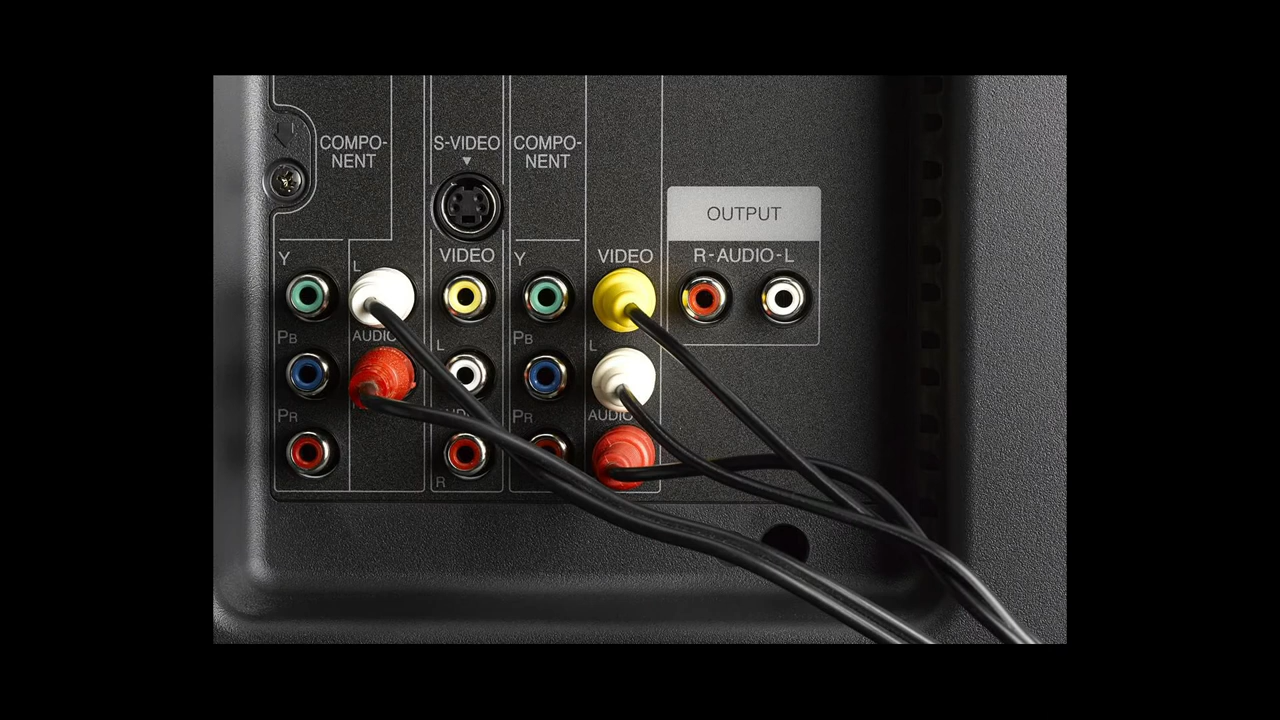 COMPO-
NENT
S-VIDEO
COMPO-
NENT
OUTPUT
Y
L
VIDEO
Y
VIDEO
R-AUDIO-L
PB
AUDIO
L
PB
L
PR
PR
AUDIO
R